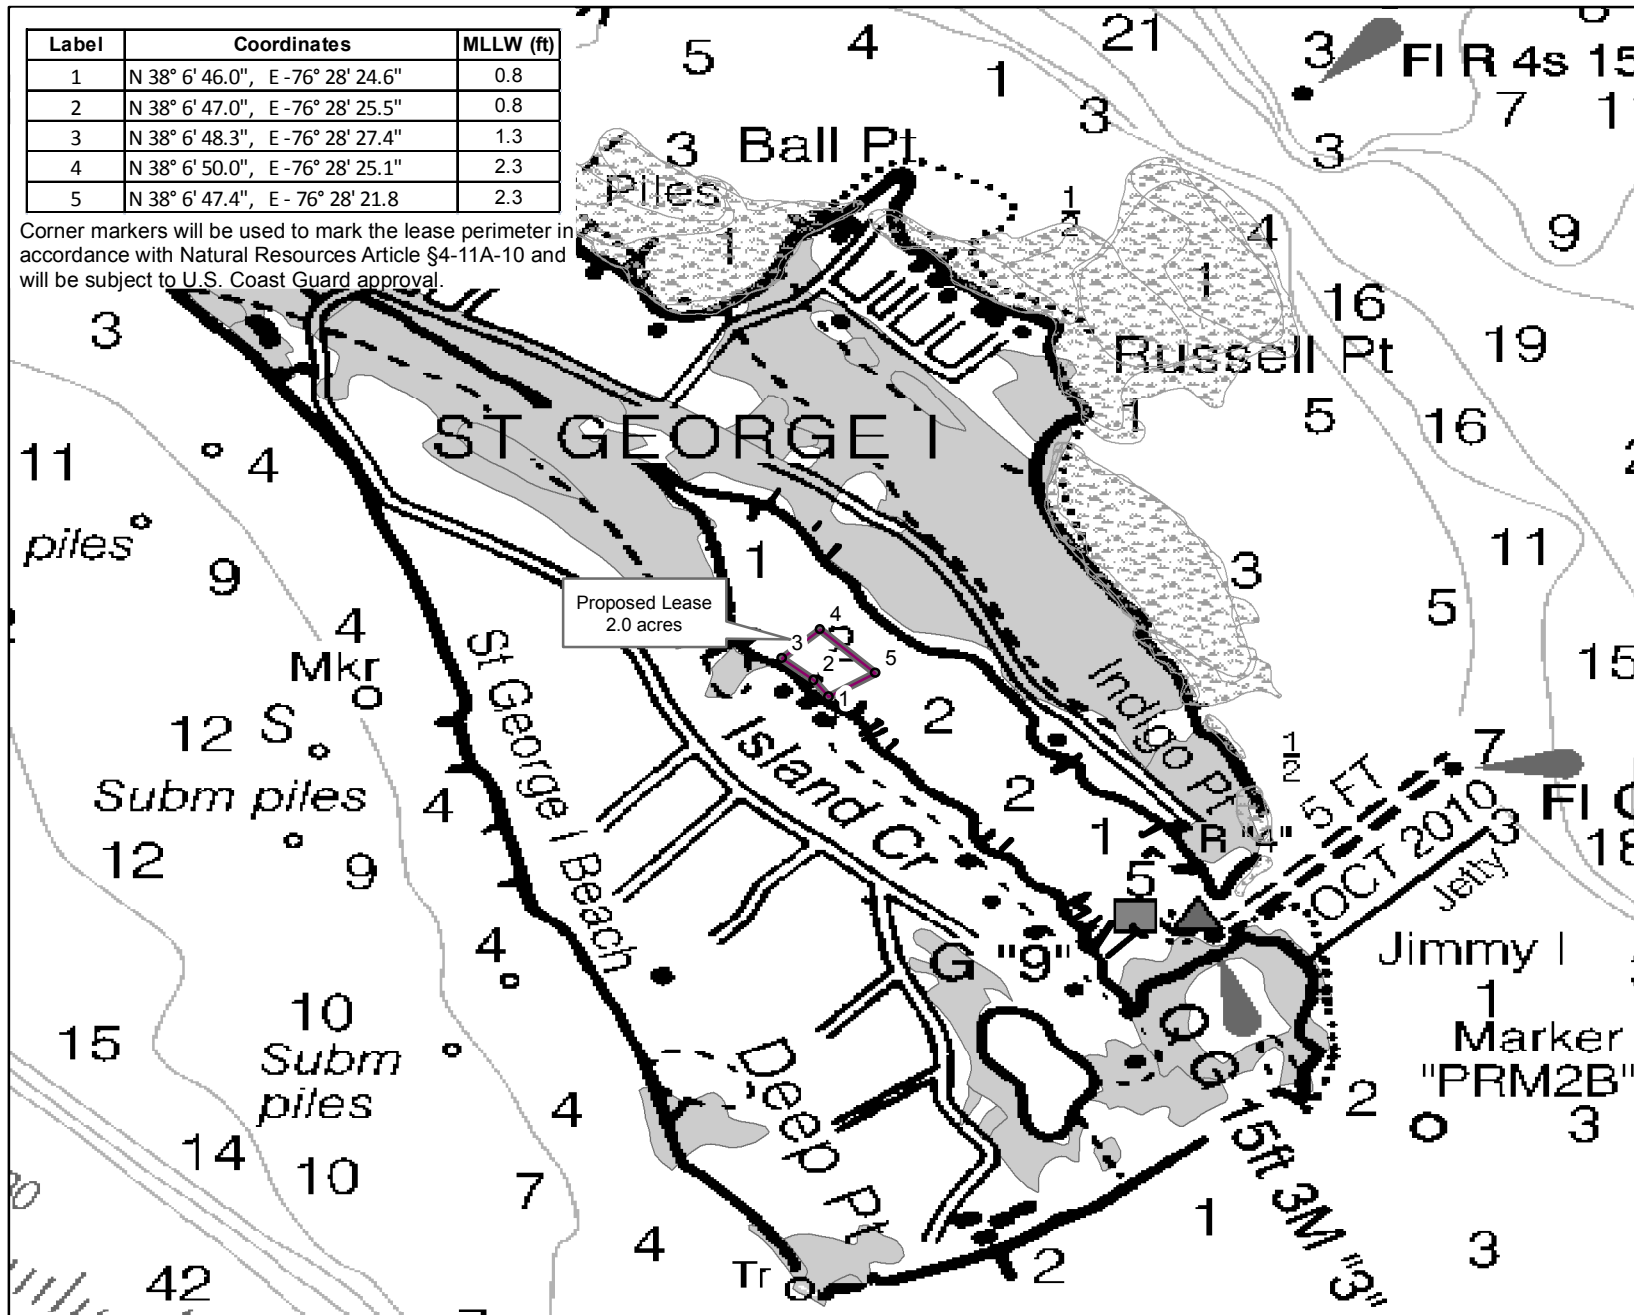 Label Coordinates MLLW (ft)
1 N 38° 6' 46.0", E -76° 28' 24.6" 0.8
2 N 38° 6' 47.0", E -76° 28' 25.5" 0.8
3 N 38° 6' 48.3", E -76° 28' 27.4" 1.3
4 N 38° 6' 50.0", E -76° 28' 25.1" 2.3
5 N 38° 6' 47.4", E - 76° 28' 21.8 2.3
Corner markers will be used to mark the lease perimeter in
accordance with Natural Resources Article §4-11A-10 and
will be subject to U.S. Coast Guard approval.
5
4
21
1
3
3
Fl R 4s 15
7
3
3
Ball Pt
Piles
1
1/2
4
1
9
3
16
19
Russell Pt
1
5
16
ST GEORGE I
11
4
piles
9
11
1
3
5
Proposed Lease
2.0 acres
4
3
2
5
1
4
Mkr
15
12
S
Subm piles
4
St George I Beach
Island Cr
2
Indigo Pt
1/2
7
5 FT
OCT 2010
Fl
3
18
12
9
2
1
R "4"
5
Jetty
4
G "9"
Jimmy I
1
Marker
"PRM2B"
10
Subm
piles
15
Q G
2
3
Deep Pt
4
14
10
7
15ft 3M "3"
1
4
3
42
Tr
2